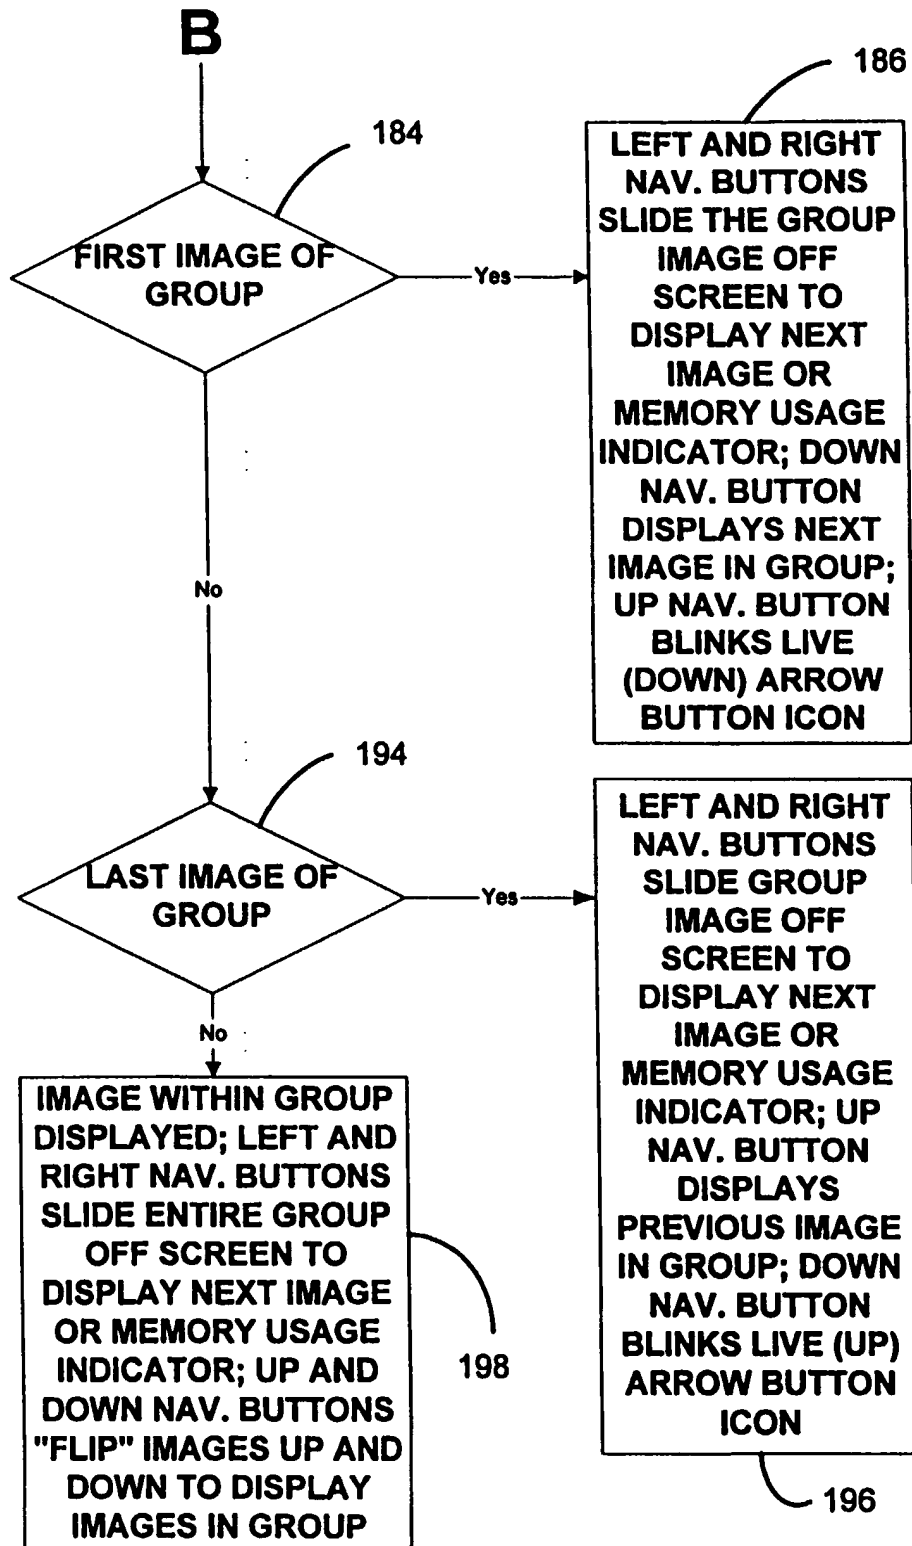 B
184
FIRST IMAGE OF
GROUP
Yes
186
LEFT AND RIGHT
NAV. BUTTONS
SLIDE THE GROUP
IMAGE OFF
SCREEN TO
DISPLAY NEXT
IMAGE OR
MEMORY USAGE
INDICATOR; DOWN
NAV. BUTTON
DISPLAYS NEXT
IMAGE IN GROUP;
UP NAV. BUTTON
BLINKS LIVE
(DOWN) ARROW
BUTTON ICON
No
194
LAST IMAGE OF
GROUP
Yes
LEFT AND RIGHT
NAV. BUTTONS
SLIDE GROUP
IMAGE OFF
SCREEN TO
DISPLAY NEXT
IMAGE OR
MEMORY USAGE
INDICATOR; UP
NAV. BUTTON
DISPLAYS
PREVIOUS IMAGE
IN GROUP; DOWN
NAV. BUTTON
BLINKS LIVE (UP)
ARROW BUTTON
ICON
196
No
IMAGE WITHIN GROUP
DISPLAYED; LEFT AND
RIGHT NAV. BUTTONS
SLIDE ENTIRE GROUP
OFF SCREEN TO
DISPLAY NEXT IMAGE
OR MEMORY USAGE
INDICATOR; UP AND
DOWN NAV. BUTTONS
"FLIP" IMAGES UP AND
DOWN TO DISPLAY
IMAGES IN GROUP
198